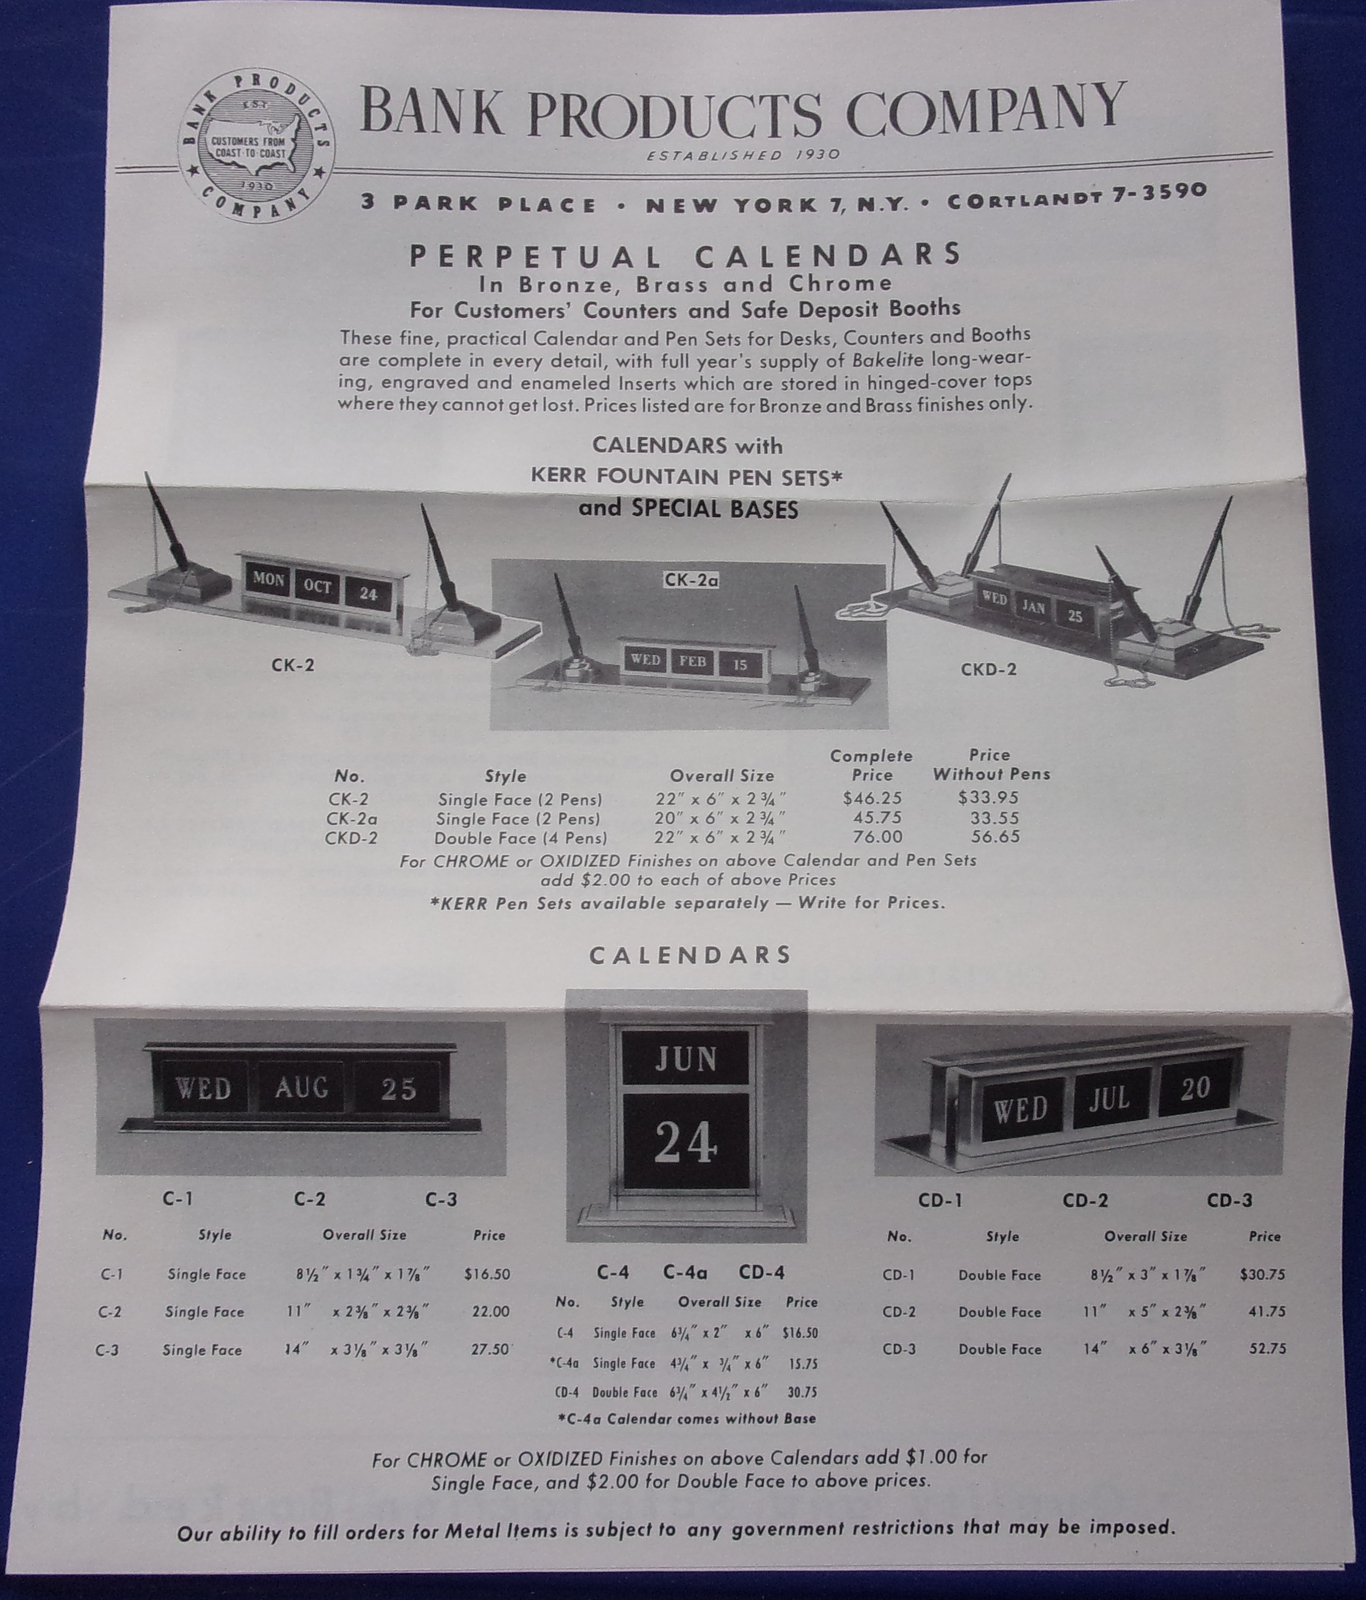 BANK PRODUCTS COMPANY
EST.
CUSTOMERS FROM
COAST-TO-COAST
1930
BANK PRODUCTS COMPANY
ESTABLISHED 1930
3 PARK PLACE • NEW YORK 7, N.Y. • CORTLANDT 7-3590
PERPETUAL CALENDARS
In Bronze, Brass and Chrome
For Customers' Counters and Safe Deposit Booths
These fine, practical Calendar and Pen Sets for Desks, Counters and Booths
are complete in every detail, with full year's supply of Bakelite long-wear-
ing, engraved and enameled Inserts which are stored in hinged-cover tops
where they cannot get lost. Prices listed are for Bronze and Brass finishes only.
CALENDARS with
KERR FOUNTAIN PEN SETS*
and SPECIAL BASES
MON OCT 24
CK-2
CK-2a
WED FEB 15
WED JAN 25
CKD-2
No. Style Overall Size Complete Price Price Without Pens
CK-2 Single Face (2 Pens) 22" x 6" x 2 3/4" $46.25 $33.95
CK-2a Single Face (2 Pens) 20" x 6" x 2 3/4" 45.75 33.55
CKD-2 Double Face (4 Pens) 22" x 6" x 2 3/4" 76.00 56.65
For CHROME or OXIDIZED Finishes on above Calendar and Pen Sets
add $2.00 to each of above Prices
*KERR Pen Sets available separately — Write for Prices.
CALENDARS
WED AUG 25
C-1 C-2 C-3
No. Style Overall Size Price
C-1 Single Face 8½" x 1¾" x 1⅞" $16.50
C-2 Single Face 11" x 2⅜" x 2⅜" 22.00
C-3 Single Face 14" x 3⅛" x 3⅛" 27.50
JUN
24
C-4 C-4a CD-4
No. Style Overall Size Price
C-4 Single Face 6¾" x 2" x 6" $16.50
*C-4a Single Face 4¾" x ¾" x 6" 15.75
CD-4 Double Face 6¾" x 4½" x 6" 30.75
*C-4a Calendar comes without Base
WED JUL 20
CD-1 CD-2 CD-3
No. Style Overall Size Price
CD-1 Double Face 8½" x 3" x 1⅞" $30.75
CD-2 Double Face 11" x 5" x 2⅜" 41.75
CD-3 Double Face 14" x 6" x 3⅛" 52.75
For CHROME or OXIDIZED Finishes on above Calendars add $1.00 for
Single Face, and $2.00 for Double Face to above prices.
Our ability to fill orders for Metal Items is subject to any government restrictions that may be imposed.